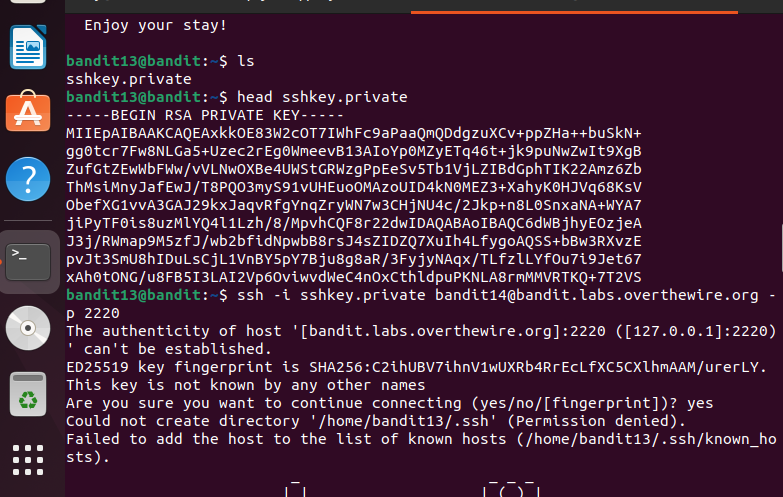 Enjoy your stay!
bandit13@bandit:~$ ls
sshkey.private
bandit13@bandit:~$ head sshkey.private
-----BEGIN RSA PRIVATE KEY-----
MIIEpAIBAAKCAQEAxkkOE83W2cOT7IWhFc9aPaaQmQDdgzuXCv+ppZHa++buSkN+
gg0tcr7Fw8NLGa5+Uzec2rEg0WmeevB13AIoYp0MZyETq46t+jk9puNwZwIt9XgB
ZufGtZEwWbFWw/vVLNwOXBe4UWStGRWzgPpEeSv5Tb1VjLZIBdGphTIK22Amz6Zb
ThMsiMnyJafEwJ/T8PQO3myS91vUHEuoOMAzoUID4kN0MEZ3+XahyK0HJVq68KsV
ObefXG1vvA3GAJ29kxJaqvRfgYnqZryWN7w3CHjNU4c/2Jkp+n8L0SnxaNA+WYA7
jiPyTF0is8uzMlYQ4l1Lzh/8/MpvhCQF8r22dwIDAQABAoIBAQC6dWBjhyEOzjeA
J3j/RWmap9M5zfJ/wb2bfidNpwbB8rsJ4sZIDZQ7XuIh4LfygoAQSS+bBw3RXvzE
pvJt3SmU8hIDuLsCjL1VnBY5pY7Bju8g8aR/3FyjyNAqx/TLfzlLYfOu7i9Jet67
xAh0tONG/u8FB5I3LAI2Vp6OviwvdWeC4nOxCthldpuPKNLA8rmMMVRTKQ+7T2VS
bandit13@bandit:~$ ssh -i sshkey.private bandit14@bandit.labs.overthewire.org -
p 2220
The authenticity of host '[bandit.labs.overthewire.org]:2220 ([127.0.0.1]:2220)
' can't be established.
ED25519 key fingerprint is SHA256:C2ihUBV7ihnV1wUXRb4RrEcLfXC5CXlhmAAM/urerLY.
This key is not known by any other names
Are you sure you want to continue connecting (yes/no/[fingerprint])? yes
Could not create directory '/home/bandit13/.ssh' (Permission denied).
Failed to add the host to the list of known hosts (/home/bandit13/.ssh/known_ho
sts).